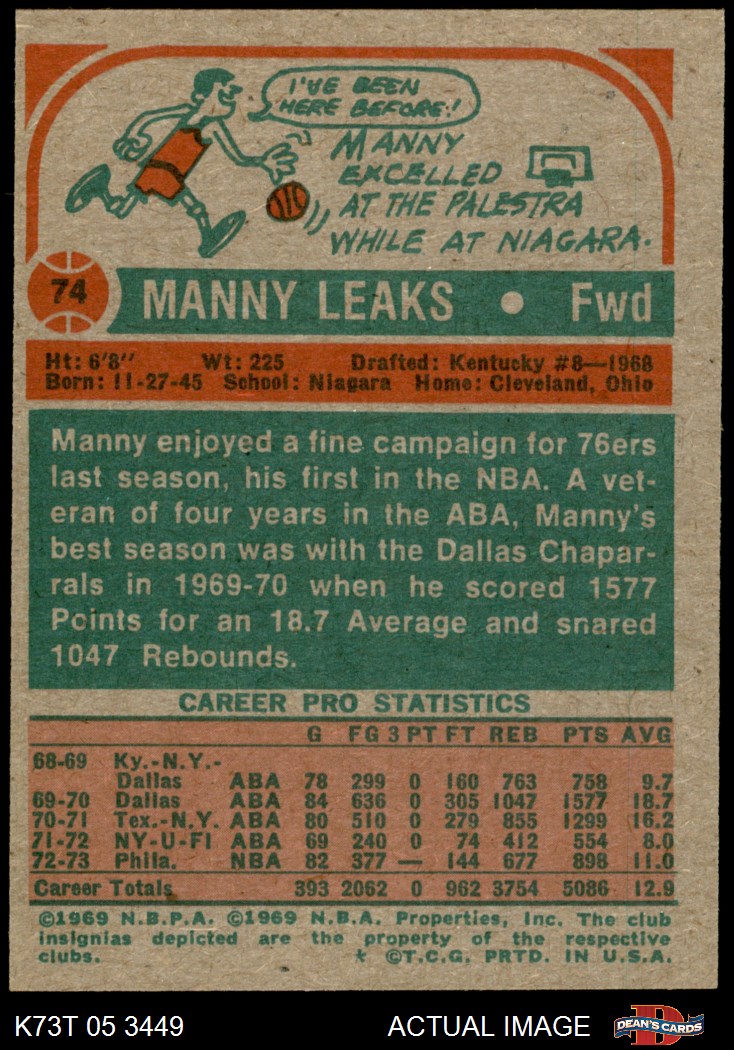 I'VE BEEN
HERE BEFORE!
MANNY
EXCELLED
AT THE PALESTRA
WHILE AT NIAGARA.
74
MANNY LEAKS • Fwd
Ht: 6'8" Wt: 225 Drafted: Kentucky #8—1968
Born: 11-27-45 School: Niagara Home: Cleveland, Ohio
Manny enjoyed a fine campaign for 76ers
last season, his first in the NBA. A vet-
eran of four years in the ABA, Manny's
best season was with the Dallas Chapar-
rals in 1969-70 when he scored 1577
Points for an 18.7 Average and snared
1047 Rebounds.
CAREER PRO STATISTICS
G FG 3 PT FT REB PTS AVG
68-69 Ky.-N.Y.-
Dallas ABA 78 299 0 160 763 758 9.7
69-70 Dallas ABA 84 636 0 305 1047 1577 18.7
70-71 Tex.-N.Y. ABA 80 510 0 279 855 1299 16.2
71-72 NY-U-Fl ABA 69 240 0 74 412 554 8.0
72-73 Phila. NBA 82 377 — 144 677 898 11.0
Career Totals 393 2062 0 962 3754 5086 12.9
©1969 N.B.P.A. ©1969 N.B.A. Properties, Inc. The club
insignias depicted are the property of the respective
clubs. * ©T.C.G. PRTD. IN U.S.A.
K73T 05 3449 ACTUAL IMAGE D DEAN'S CARDS